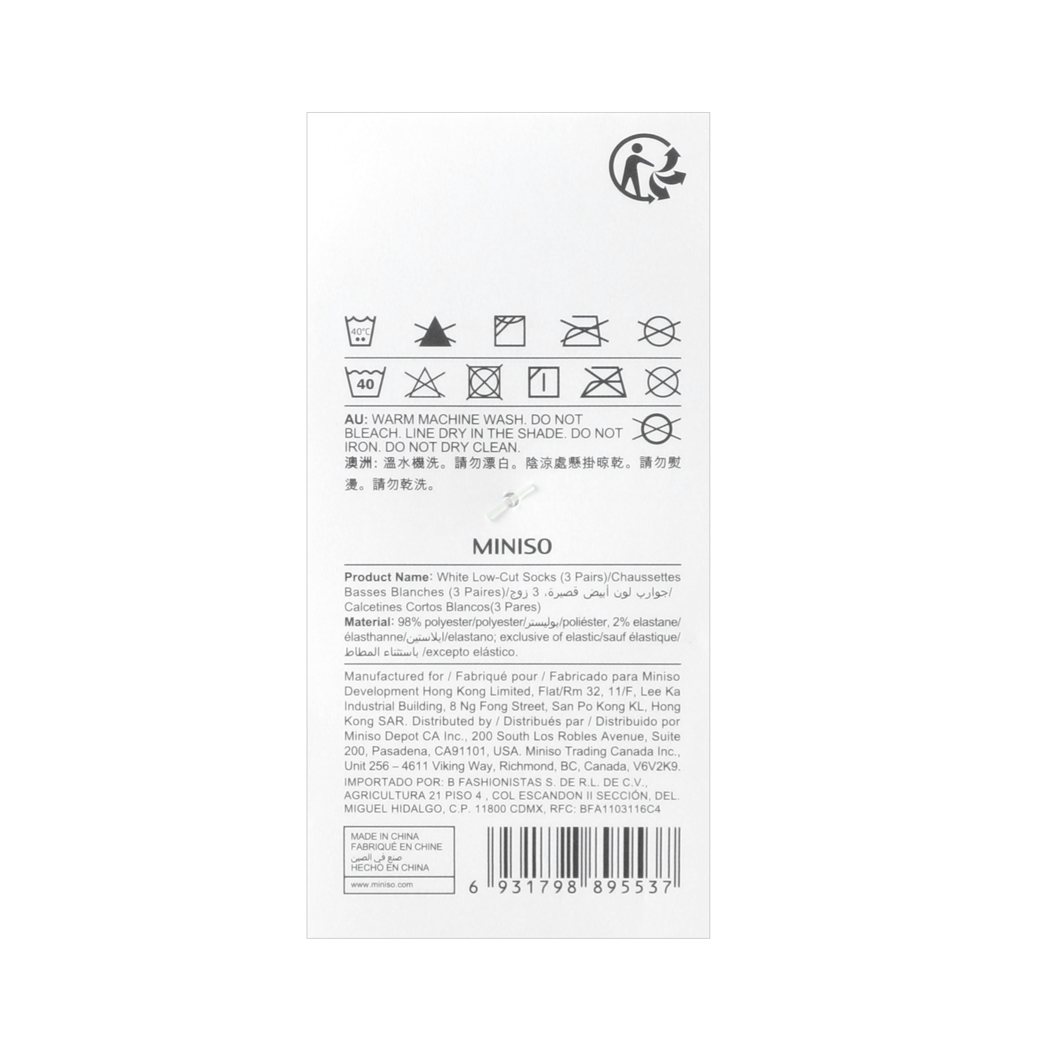 40°C
40
AU: WARM MACHINE WASH. DO NOT
BLEACH. LINE DRY IN THE SHADE. DO NOT
IRON. DO NOT DRY CLEAN.
澳洲: 溫水機洗。請勿漂白。陰涼處懸掛晾乾。請勿熨
燙。請勿乾洗。
MINISO
Product Name: White Low-Cut Socks (3 Pairs)/Chaussettes
Basses Blanches (3 Paires)/جوارب لون أبيض قصيرة، 3 زوج/
Calcetines Cortos Blancos(3 Pares)
Material: 98% polyester/polyester/بوليستر/poliéster, 2% elastane/
élasthanne/ايلاستين/elastano; exclusive of elastic/sauf élastique/
باستثناء المطاط /excepto elástico.
Manufactured for / Fabriqué pour / Fabricado para Miniso
Development Hong Kong Limited, Flat/Rm 32, 11/F, Lee Ka
Industrial Building, 8 Ng Fong Street, San Po Kong KL, Hong
Kong SAR. Distributed by / Distribués par / Distribuido por
Miniso Depot CA Inc., 200 South Los Robles Avenue, Suite
200, Pasadena, CA91101, USA. Miniso Trading Canada Inc.,
Unit 256 – 4611 Viking Way, Richmond, BC, Canada, V6V2K9.
IMPORTADO POR: B FASHIONISTAS S. DE R.L. DE C.V.,
AGRICULTURA 21 PISO 4 , COL ESCANDON II SECCIÓN, DEL.
MIGUEL HIDALGO, C.P. 11800 CDMX, RFC: BFA1103116C4
MADE IN CHINA
FABRIQUÉ EN CHINE
صنع في الصين
HECHO EN CHINA
www.miniso.com
6 931798 895537